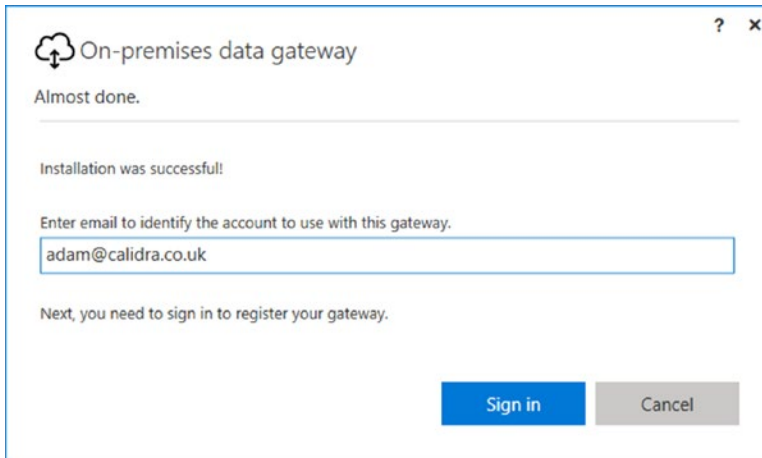 ? ×
On-premises data gateway
Almost done.
Installation was successful!
Enter email to identify the account to use with this gateway.
adam@calidra.co.uk
Next, you need to sign in to register your gateway.
Sign in Cancel